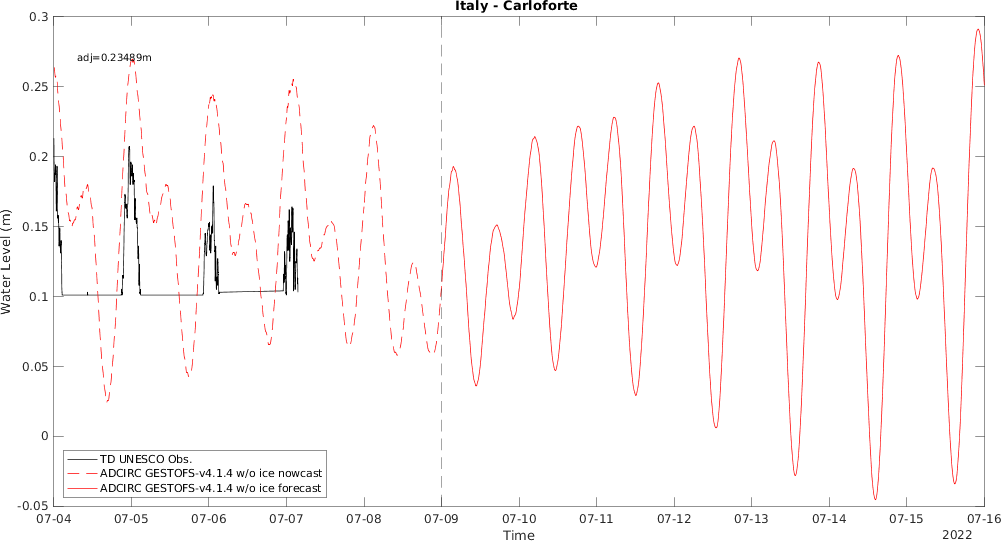 Italy - Carloforte
adj=0.23489m
Water Level (m)
0.3
0.25
0.2
0.15
0.1
0.05
0
-0.05
TD UNESCO Obs.
ADCIRC GESTOFS-v4.1.4 w/o ice nowcast
ADCIRC GESTOFS-v4.1.4 w/o ice forecast
07-04 07-05 07-06 07-07 07-08 07-09 07-10 07-11 07-12 07-13 07-14 07-15 07-16
Time
2022